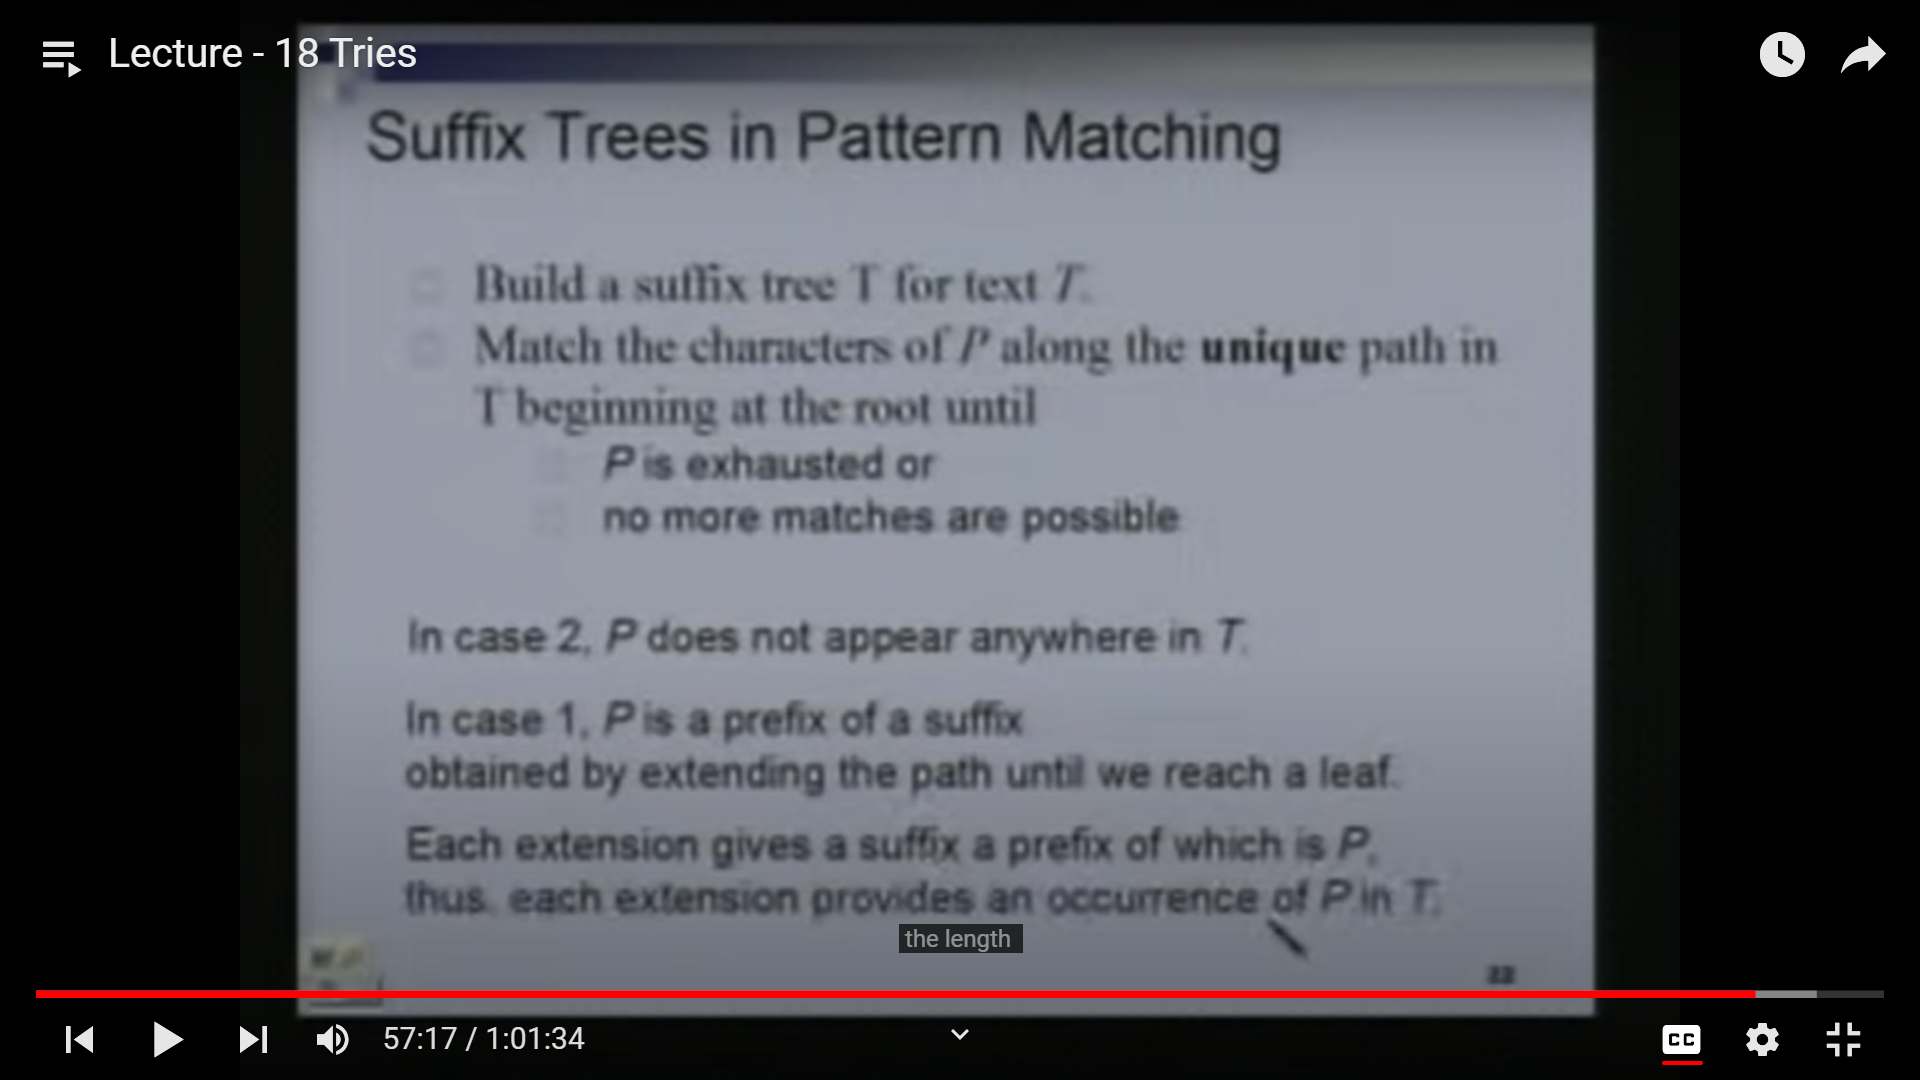 Lecture - 18 Tries
Suffix Trees in Pattern Matching
Build a suffix tree T for text T.
Match the characters of P along the unique path in
T beginning at the root until
P is exhausted or
no more matches are possible
In case 2, P does not appear anywhere in T.
In case 1, P is a prefix of a suffix
obtained by extending the path until we reach a leaf.
Each extension gives a suffix a prefix of which is P,
thus, each extension provides an occurrence of P in T.
the length
57:17 / 1:01:34
CC